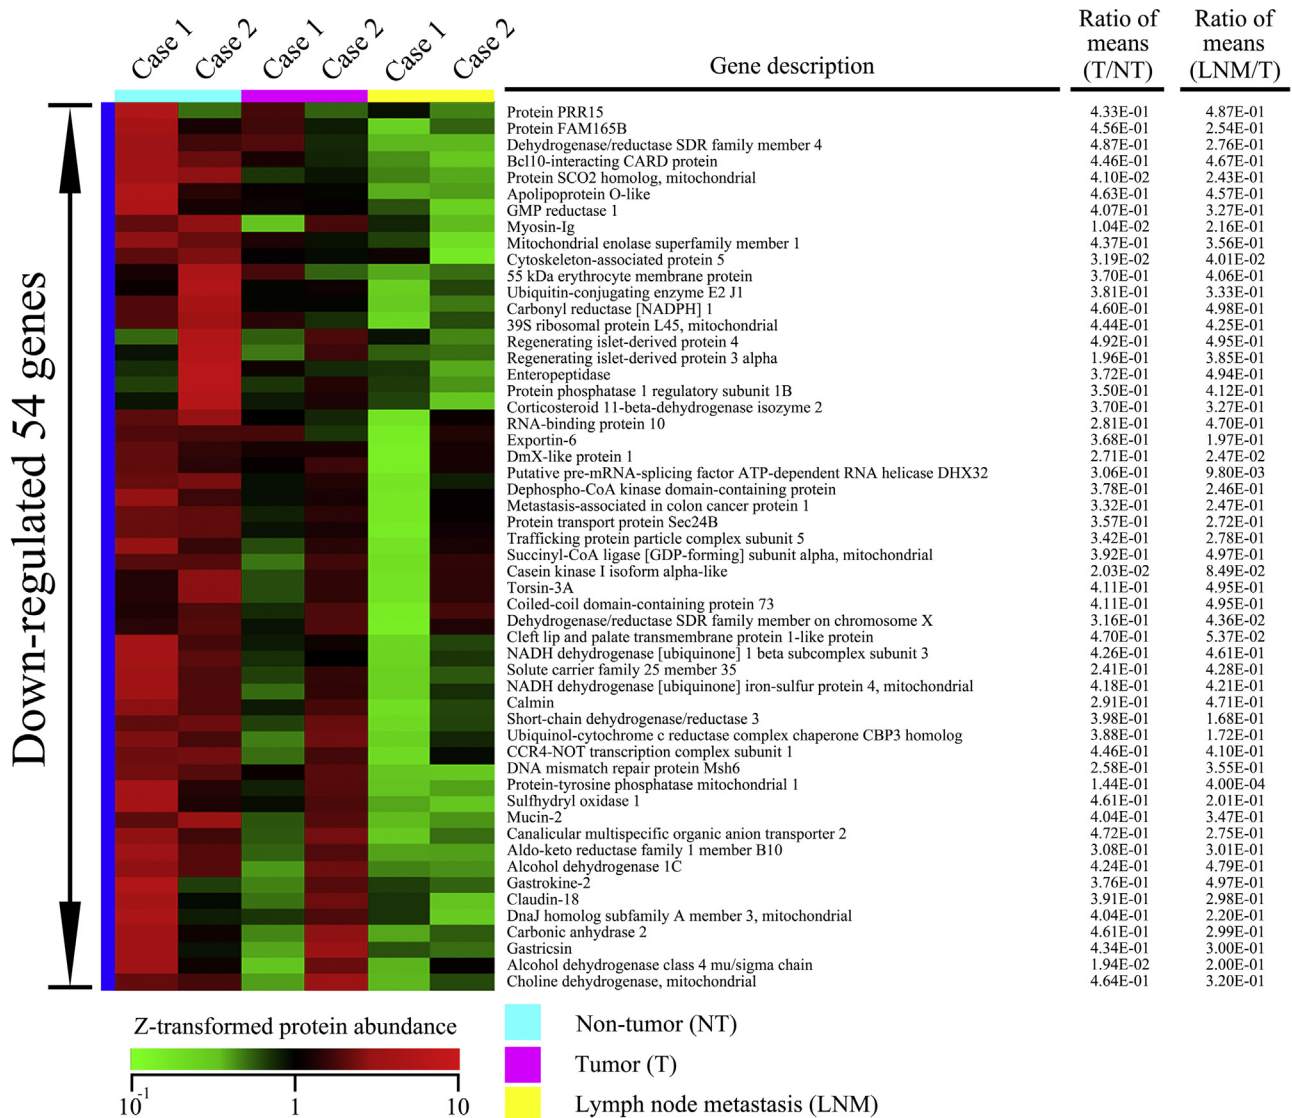 Case 1 Case 2 Case 1 Case 2 Case 1 Case 2
Gene description
Ratio of means (T/NT)
Ratio of means (LNM/T)
Down-regulated 54 genes
Protein PRR15 4.33E-01 4.87E-01
Protein FAM165B 4.56E-01 2.54E-01
Dehydrogenase/reductase SDR family member 4 4.87E-01 2.76E-01
Bcl10-interacting CARD protein 4.46E-01 4.67E-01
Protein SCO2 homolog, mitochondrial 4.10E-02 2.43E-01
Apolipoprotein O-like 4.63E-01 4.57E-01
GMP reductase 1 4.07E-01 3.27E-01
Myosin-Ig 1.04E-02 2.16E-01
Mitochondrial enolase superfamily member 1 4.37E-01 3.56E-01
Cytoskeleton-associated protein 5 3.19E-02 4.01E-02
55 kDa erythrocyte membrane protein 3.70E-01 4.06E-01
Ubiquitin-conjugating enzyme E2 J1 3.81E-01 3.33E-01
Carbonyl reductase [NADPH] 1 4.60E-01 4.98E-01
39S ribosomal protein L45, mitochondrial 4.44E-01 4.25E-01
Regenerating islet-derived protein 4 4.92E-01 4.95E-01
Regenerating islet-derived protein 3 alpha 1.96E-01 3.85E-01
Enteropeptidase 3.72E-01 4.94E-01
Protein phosphatase 1 regulatory subunit 1B 3.50E-01 4.12E-01
Corticosteroid 11-beta-dehydrogenase isozyme 2 3.70E-01 3.27E-01
RNA-binding protein 10 2.81E-01 4.70E-01
Exportin-6 3.68E-01 1.97E-01
DmX-like protein 1 2.71E-01 2.47E-02
Putative pre-mRNA-splicing factor ATP-dependent RNA helicase DHX32 3.06E-01 9.80E-03
Dephospho-CoA kinase domain-containing protein 3.78E-01 2.46E-01
Metastasis-associated in colon cancer protein 1 3.32E-01 2.47E-01
Protein transport protein Sec24B 3.57E-01 2.72E-01
Trafficking protein particle complex subunit 5 3.42E-01 2.78E-01
Succinyl-CoA ligase [GDP-forming] subunit alpha, mitochondrial 3.92E-01 4.97E-01
Casein kinase I isoform alpha-like 2.03E-02 8.49E-02
Torsin-3A 4.11E-01 4.95E-01
Coiled-coil domain-containing protein 73 4.11E-01 4.95E-01
Dehydrogenase/reductase SDR family member on chromosome X 3.16E-01 4.36E-02
Cleft lip and palate transmembrane protein 1-like protein 4.70E-01 5.37E-02
NADH dehydrogenase [ubiquinone] 1 beta subcomplex subunit 3 4.26E-01 4.61E-01
Solute carrier family 25 member 35 2.41E-01 4.28E-01
NADH dehydrogenase [ubiquinone] iron-sulfur protein 4, mitochondrial 4.18E-01 4.21E-01
Calmin 2.91E-01 4.71E-01
Short-chain dehydrogenase/reductase 3 3.98E-01 1.68E-01
Ubiquinol-cytochrome c reductase complex chaperone CBP3 homolog 3.88E-01 1.72E-01
CCR4-NOT transcription complex subunit 1 4.46E-01 4.10E-01
DNA mismatch repair protein Msh6 2.58E-01 3.55E-01
Protein-tyrosine phosphatase mitochondrial 1 1.44E-01 4.00E-04
Sulfhydryl oxidase 1 4.61E-01 2.01E-01
Mucin-2 4.04E-01 3.47E-01
Canalicular multispecific organic anion transporter 2 4.72E-01 2.75E-01
Aldo-keto reductase family 1 member B10 3.08E-01 3.01E-01
Alcohol dehydrogenase 1C 4.24E-01 4.79E-01
Gastrokine-2 3.76E-01 4.97E-01
Claudin-18 3.91E-01 2.98E-01
DnaJ homolog subfamily A member 3, mitochondrial 4.04E-01 2.20E-01
Carbonic anhydrase 2 4.61E-01 2.99E-01
Gastricsin 4.34E-01 3.00E-01
Alcohol dehydrogenase class 4 mu/sigma chain 1.94E-02 2.00E-01
Choline dehydrogenase, mitochondrial 4.64E-01 3.20E-01
Z-transformed protein abundance
10⁻¹ 1 10
Non-tumor (NT)
Tumor (T)
Lymph node metastasis (LNM)